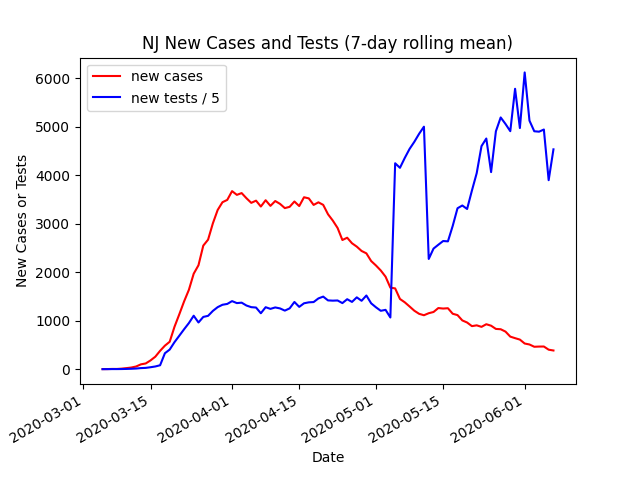 NJ New Cases and Tests (7-day rolling mean)
new cases
new tests / 5
6000
5000
4000
3000
2000
1000
0
New Cases or Tests
2020-03-01
2020-03-15
2020-04-01
2020-04-15
2020-05-01
2020-05-15
2020-06-01
Date